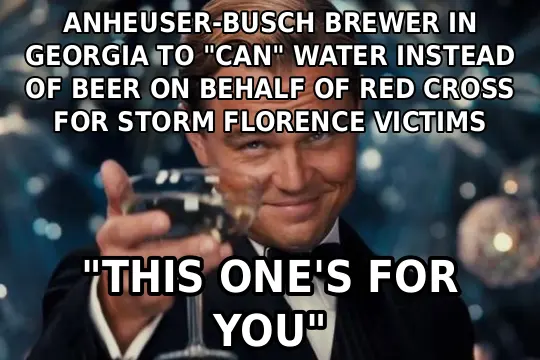 ANHEUSER-BUSCH BREWER IN
GEORGIA TO "CAN" WATER INSTEAD
OF BEER ON BEHALF OF RED CROSS
FOR STORM FLORENCE VICTIMS
"THIS ONE'S FOR
YOU"